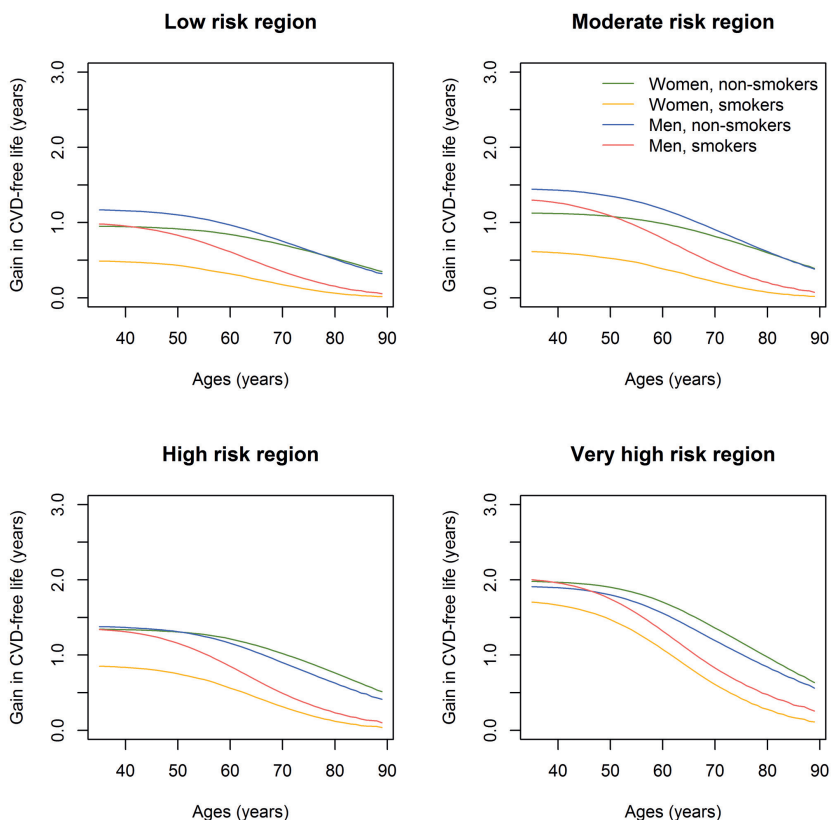 Low risk region
Gain in CVD-free life (years)
3.0
2.0
1.0
0.0
40 50 60 70 80 90
Ages (years)
Moderate risk region
Gain in CVD-free life (years)
3.0
2.0
1.0
0.0
Women, non-smokers
Women, smokers
Men, non-smokers
Men, smokers
40 50 60 70 80 90
Ages (years)
High risk region
Gain in CVD-free life (years)
3.0
2.0
1.0
0.0
40 50 60 70 80 90
Ages (years)
Very high risk region
Gain in CVD-free life (years)
3.0
2.0
1.0
0.0
40 50 60 70 80 90
Ages (years)